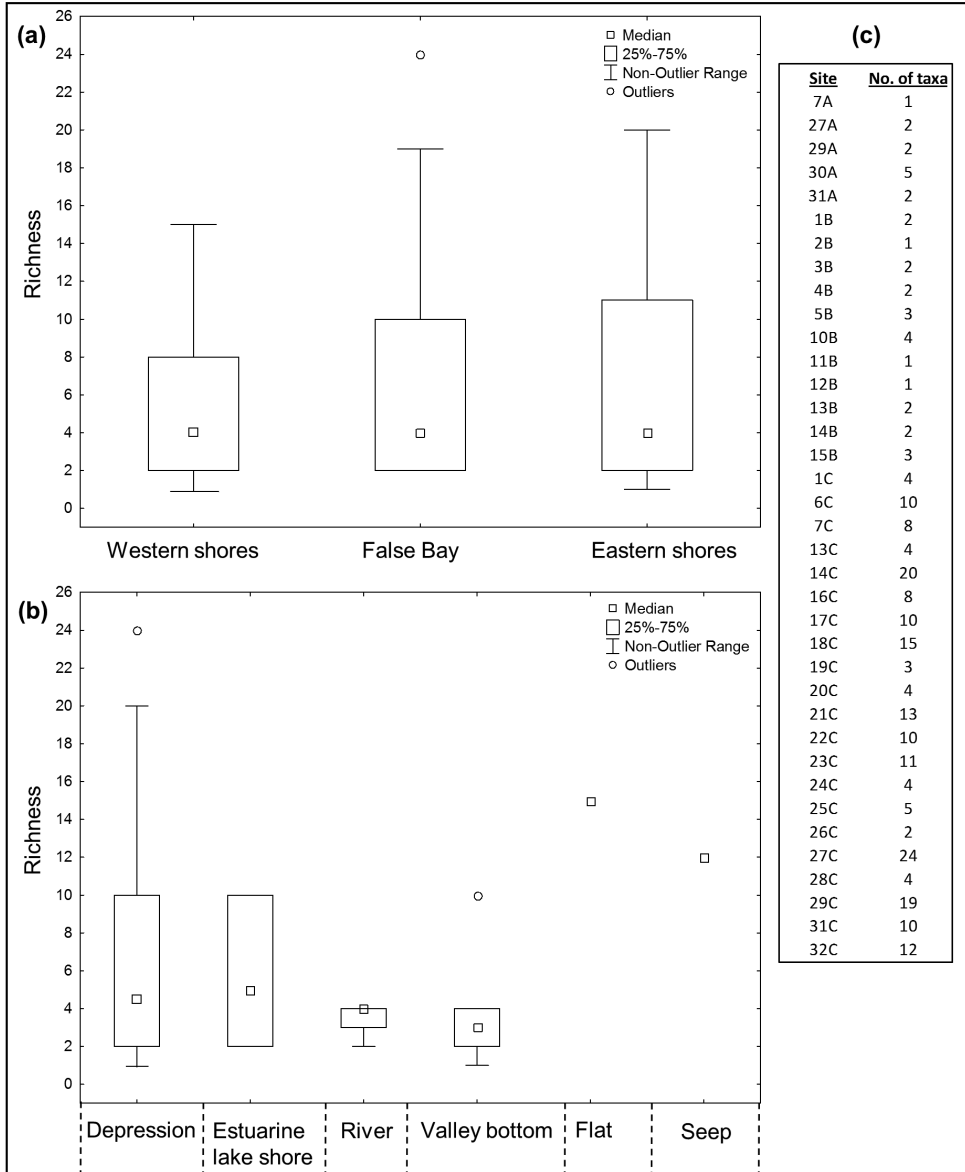 (a)
26
24
22
20
18
16
14
12
10
8
6
4
2
0
Richness
Median
25%-75%
Non-Outlier Range
Outliers
Western shores False Bay Eastern shores
(b)
26
24
22
20
18
16
14
12
10
8
6
4
2
0
Richness
Median
25%-75%
Non-Outlier Range
Outliers
Depression Estuarine River Valley bottom Flat Seep
lake shore
(c)
Site No. of taxa
7A 1
27A 2
29A 2
30A 5
31A 2
1B 2
2B 1
3B 2
4B 2
5B 3
10B 4
11B 1
12B 1
13B 2
14B 2
15B 3
1C 4
6C 10
7C 8
13C 4
14C 20
16C 8
17C 10
18C 15
19C 3
20C 4
21C 13
22C 10
23C 11
24C 4
25C 5
26C 2
27C 24
28C 4
29C 19
31C 10
32C 12